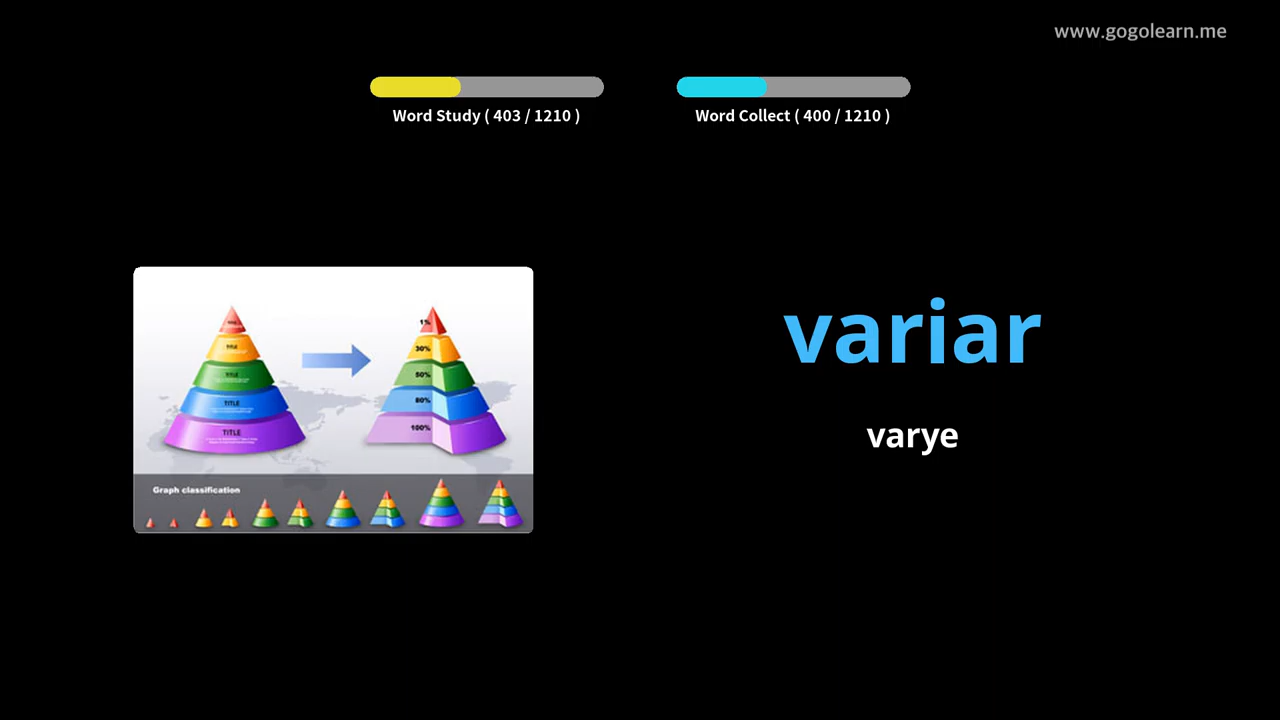 www.gogolearn.me
Word Study ( 403 / 1210 )
Word Collect ( 400 / 1210 )
variar
varye
TITLE
TITLE
TITLE
TITLE
1%
30%
50%
80%
100%
Graph classification